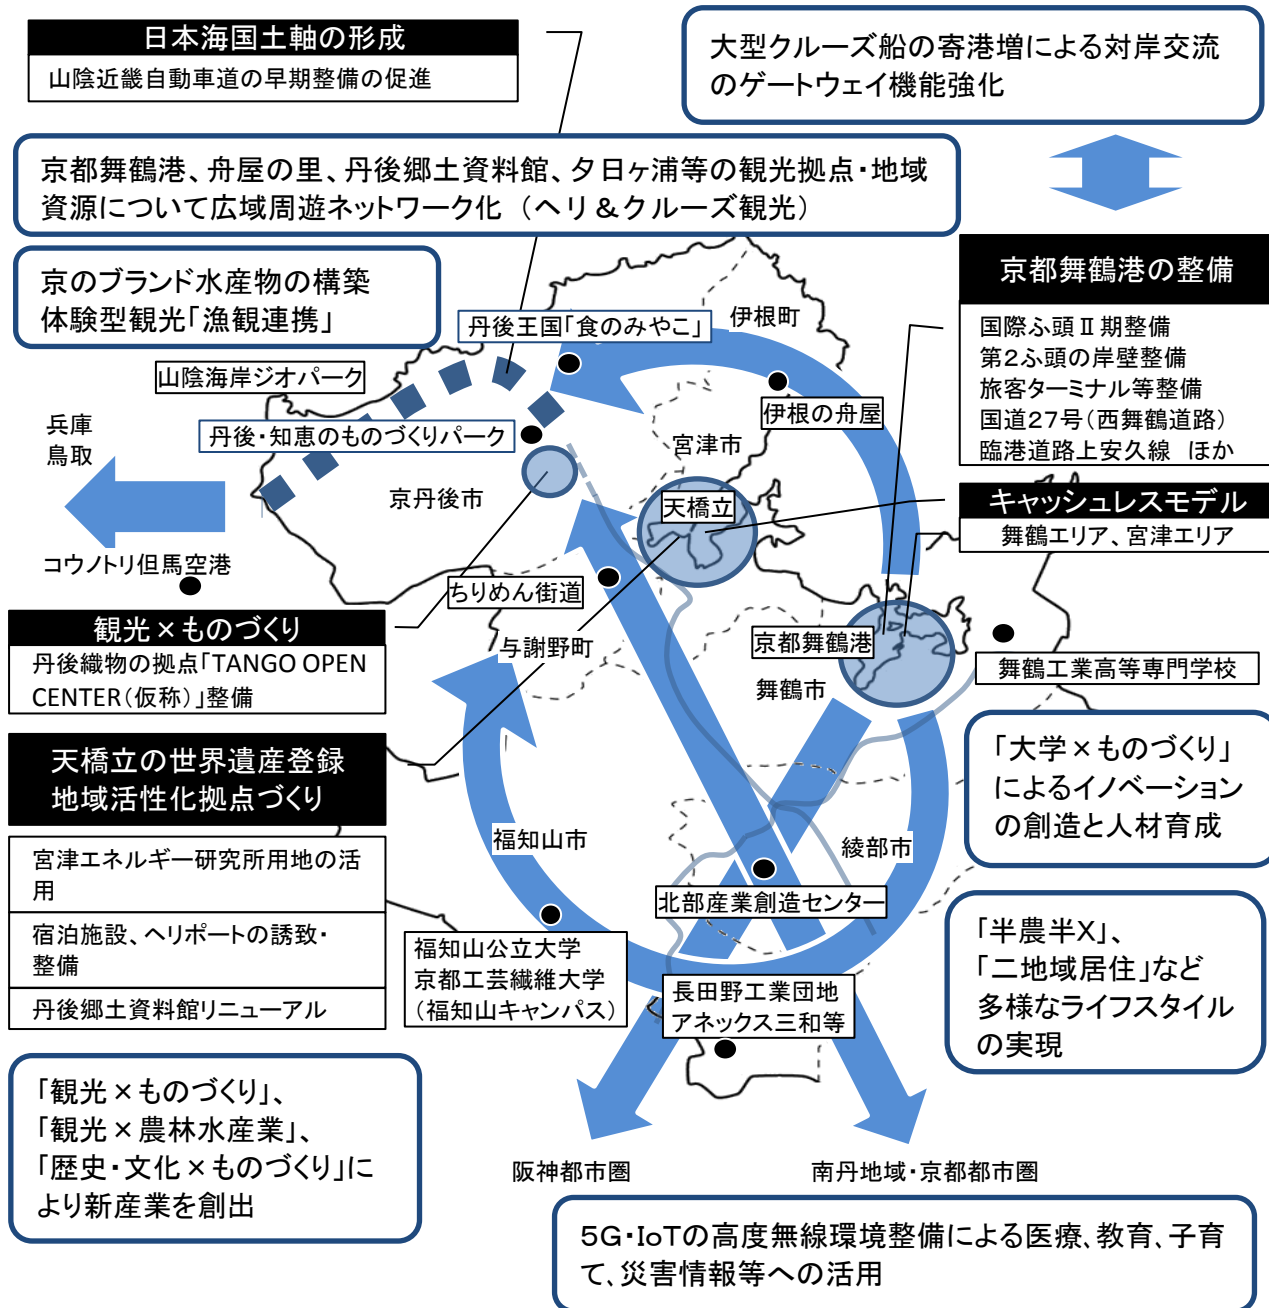 日本海国土軸の形成
山陰近畿自動車道の早期整備の促進
大型クルーズ船の寄港増による対岸交流
のゲートウェイ機能強化
京都舞鶴港、舟屋の里、丹後郷土資料館、夕日ヶ浦等の観光拠点・地域
資源について広域周遊ネットワーク化 （ヘリ＆クルーズ観光）
京のブランド水産物の構築
体験型観光「漁観連携」
京都舞鶴港の整備
国際ふ頭Ⅱ期整備
第2ふ頭の岸壁整備
旅客ターミナル等整備
国道27号（西舞鶴道路）
臨港道路上安久線 ほか
丹後王国「食のみやこ」
伊根町
山陰海岸ジオパーク
伊根の舟屋
兵庫
鳥取
丹後・知恵のものづくりパーク
宮津市
京丹後市
天橋立
キャッシュレスモデル
舞鶴エリア、宮津エリア
コウノトリ但馬空港
ちりめん街道
観光×ものづくり
丹後織物の拠点「TANGO OPEN
CENTER（仮称）」整備
与謝野町
京都舞鶴港
舞鶴市
舞鶴工業高等専門学校
天橋立の世界遺産登録
地域活性化拠点づくり
宮津エネルギー研究所用地の活
用
宿泊施設、ヘリポートの誘致・
整備
丹後郷土資料館リニューアル
「大学×ものづくり」
によるイノベーション
の創造と人材育成
福知山市
綾部市
北部産業創造センター
福知山公立大学
京都工芸繊維大学
（福知山キャンパス）
長田野工業団地
アネックス三和等
「半農半X」、
「二地域居住」など
多様なライフスタイル
の実現
「観光×ものづくり」、
「観光×農林水産業」、
「歴史・文化×ものづくり」に
より新産業を創出
阪神都市圏
南丹地域・京都都市圏
5G・IoTの高度無線環境整備による医療、教育、子育
て、災害情報等への活用